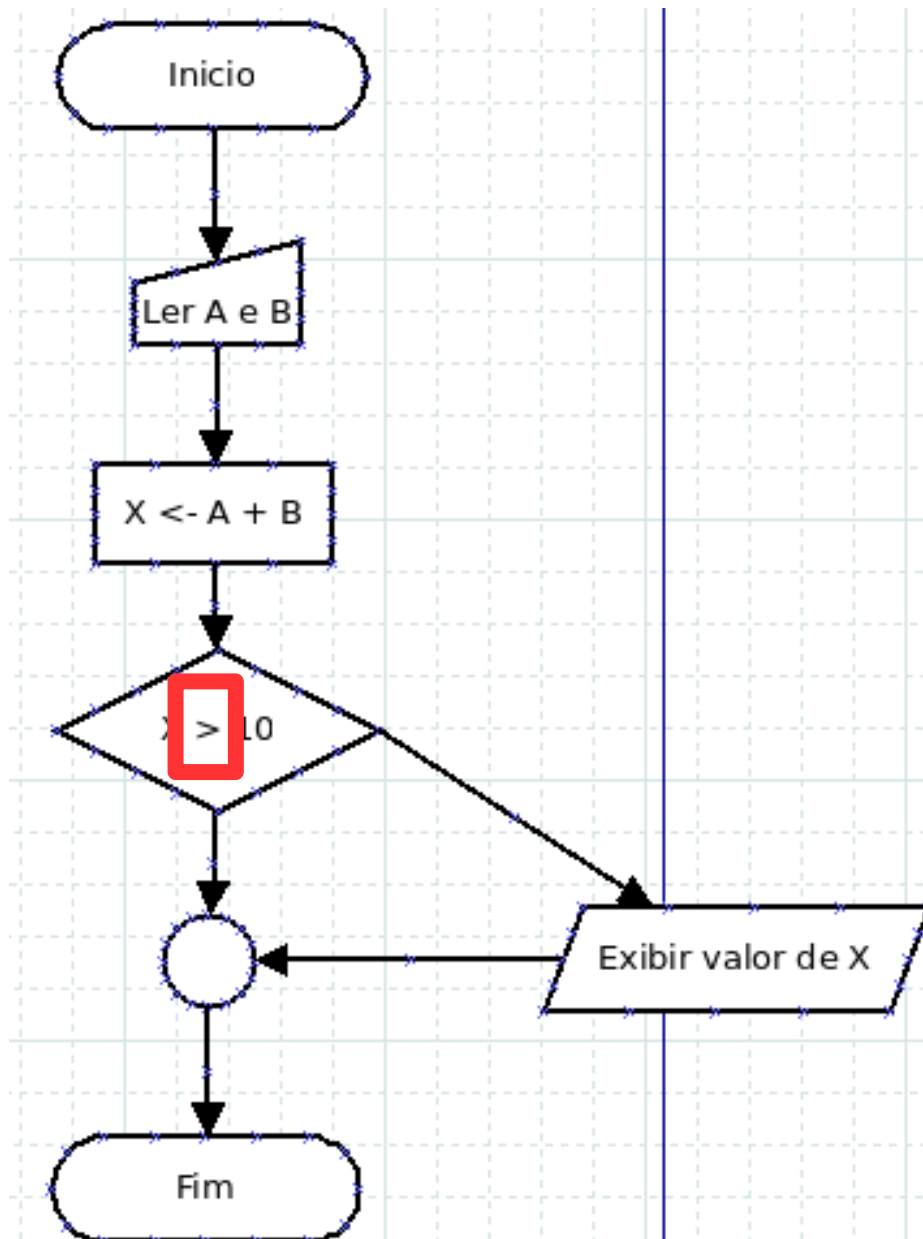 Inicio
Ler A e B
X <- A + B
X > 10
Exibir valor de X
Fim